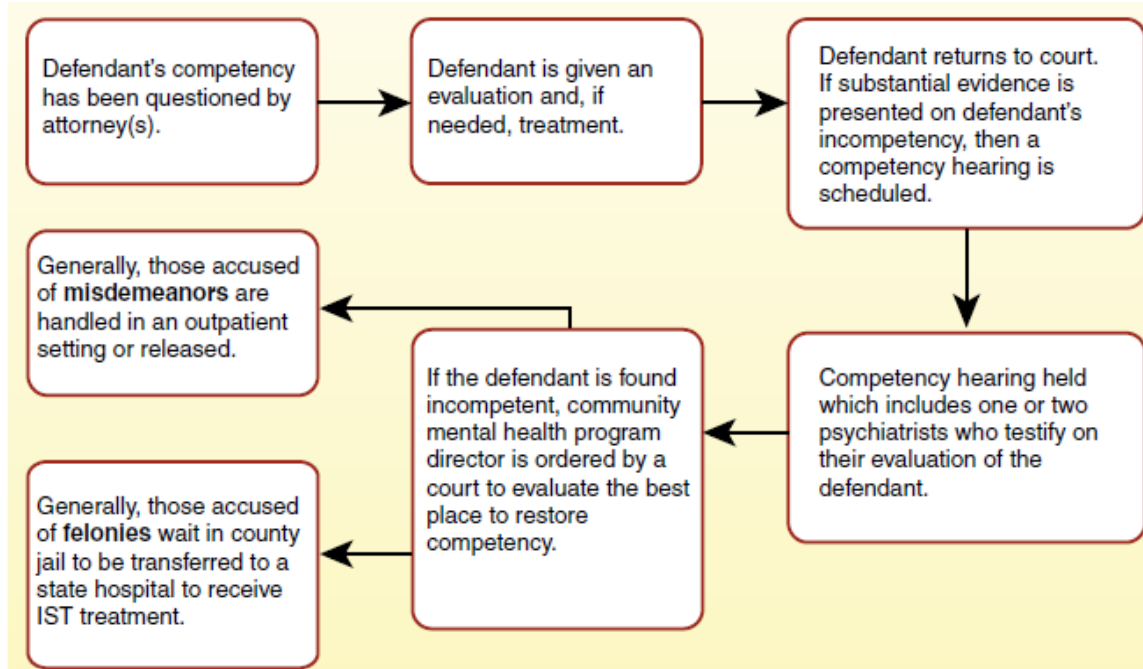 Defendant's competency
has been questioned by
attorney(s).
Defendant is given an
evaluation and, if
needed, treatment.
Defendant returns to court.
If substantial evidence is
presented on defendant's
incompetency, then a
competency hearing is
scheduled.
Competency hearing held
which includes one or two
psychiatrists who testify on
their evaluation of the
defendant.
If the defendant is found
incompetent, community
mental health program
director is ordered by a
court to evaluate the best
place to restore
competency.
Generally, those accused
of misdemeanors are
handled in an outpatient
setting or released.
Generally, those accused
of felonies wait in county
jail to be transferred to a
state hospital to receive
IST treatment.